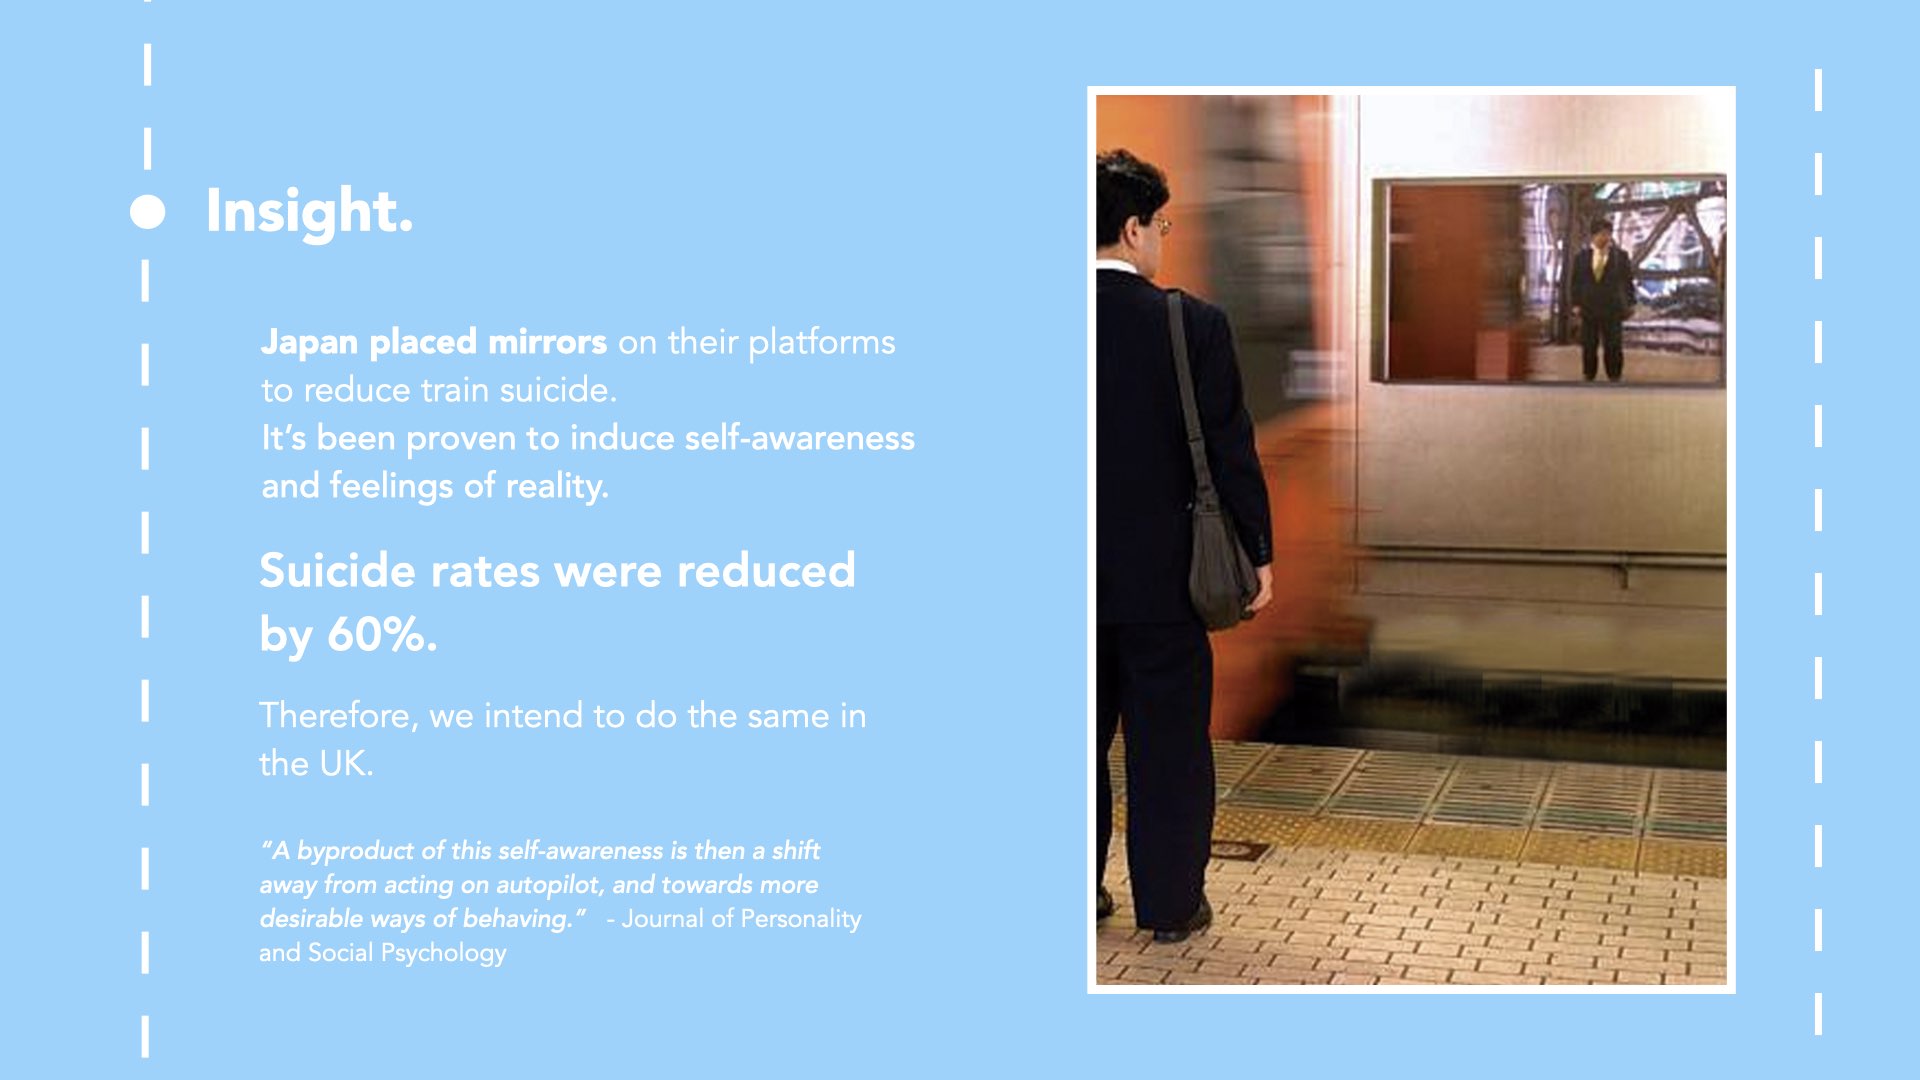 Insight.
Japan placed mirrors on their platforms
to reduce train suicide.
It’s been proven to induce self-awareness
and feelings of reality.
Suicide rates were reduced
by 60%.
Therefore, we intend to do the same in
the UK.
“A byproduct of this self-awareness is then a shift
away from acting on autopilot, and towards more
desirable ways of behaving.” - Journal of Personality
and Social Psychology